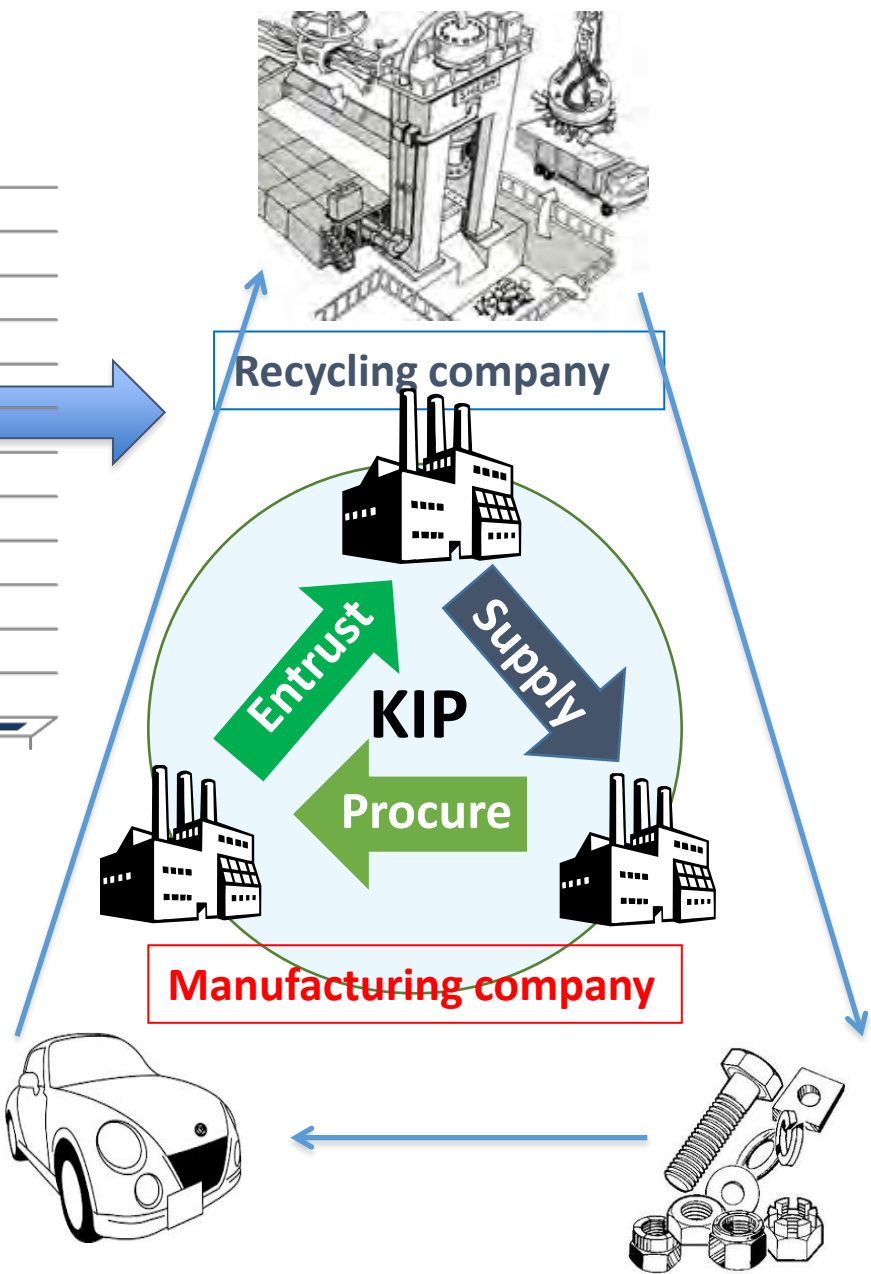 Recycling company
Entrust
Supply
KIP
Procure
Manufacturing company